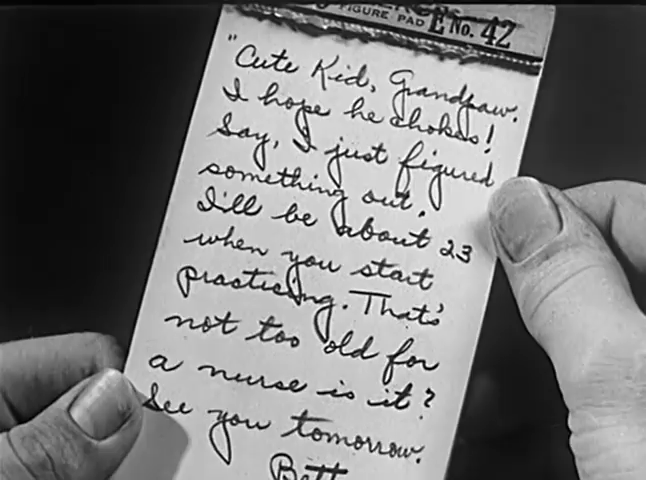 FIGURE PAD E No. 42
"Cute Kid, Grandpaw.
I hope he chokes!
Say, I just figured
something out.
I'll be about 23
when you start
practicing. That's
not too old for
a nurse is it?
See you tomorrow.